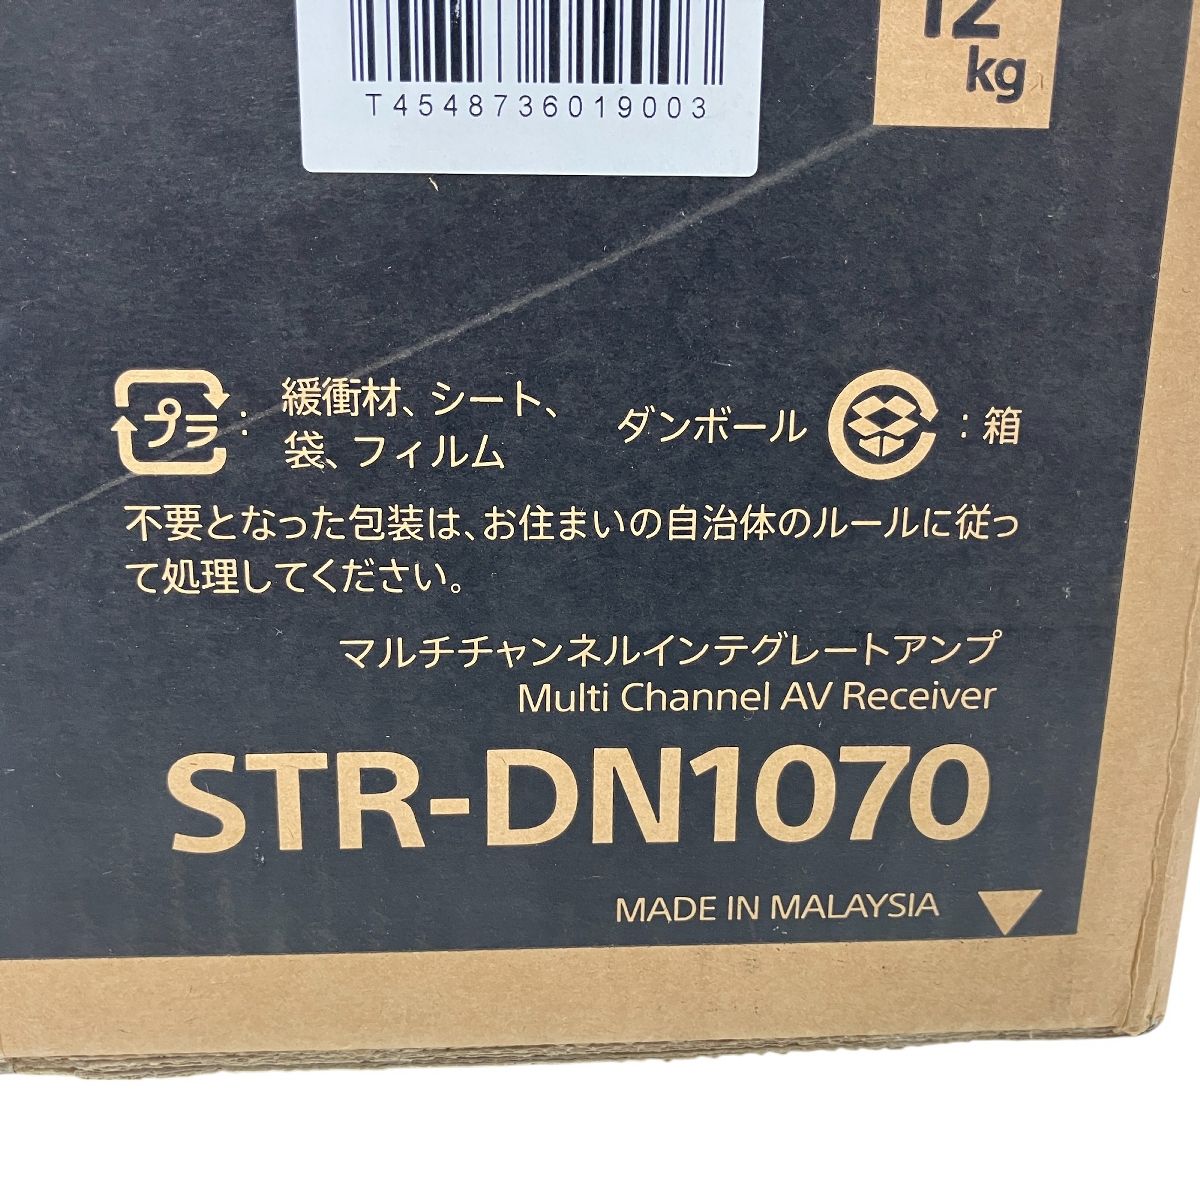 T4548736019003
12
kg
プラ : 緩衝材、シート、
袋、フィルム
ダンボール : 箱
不要となった包装は、お住まいの自治体のルールに従っ
て処理してください。
マルチチャンネルインテグレートアンプ
Multi Channel AV Receiver
STR-DN1070
MADE IN MALAYSIA